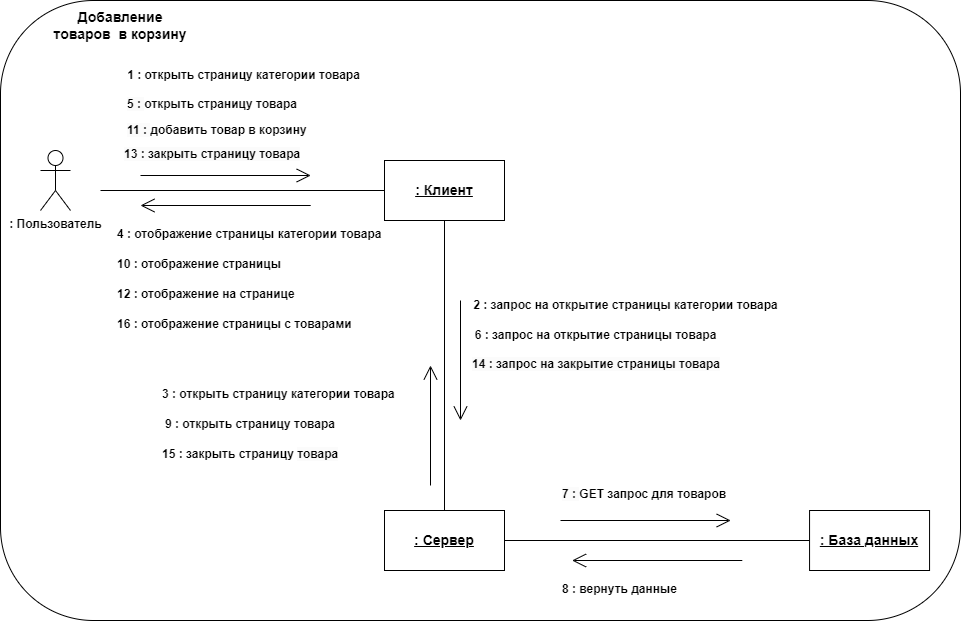 Добавление
товаров в корзину
1 : открыть страницу категории товара
5 : открыть страницу товара
11 : добавить товар в корзину
13 : закрыть страницу товара
: Пользователь
: Клиент
4 : отображение страницы категории товара
10 : отображение страницы
12 : отображение на странице
16 : отображение страницы с товарами
2 : запрос на открытие страницы категории товара
6 : запрос на открытие страницы товара
14 : запрос на закрытие страницы товара
3 : открыть страницу категории товара
9 : открыть страницу товара
15 : закрыть страницу товара
7 : GET запрос для товаров
: Сервер
: База данных
8 : вернуть данные